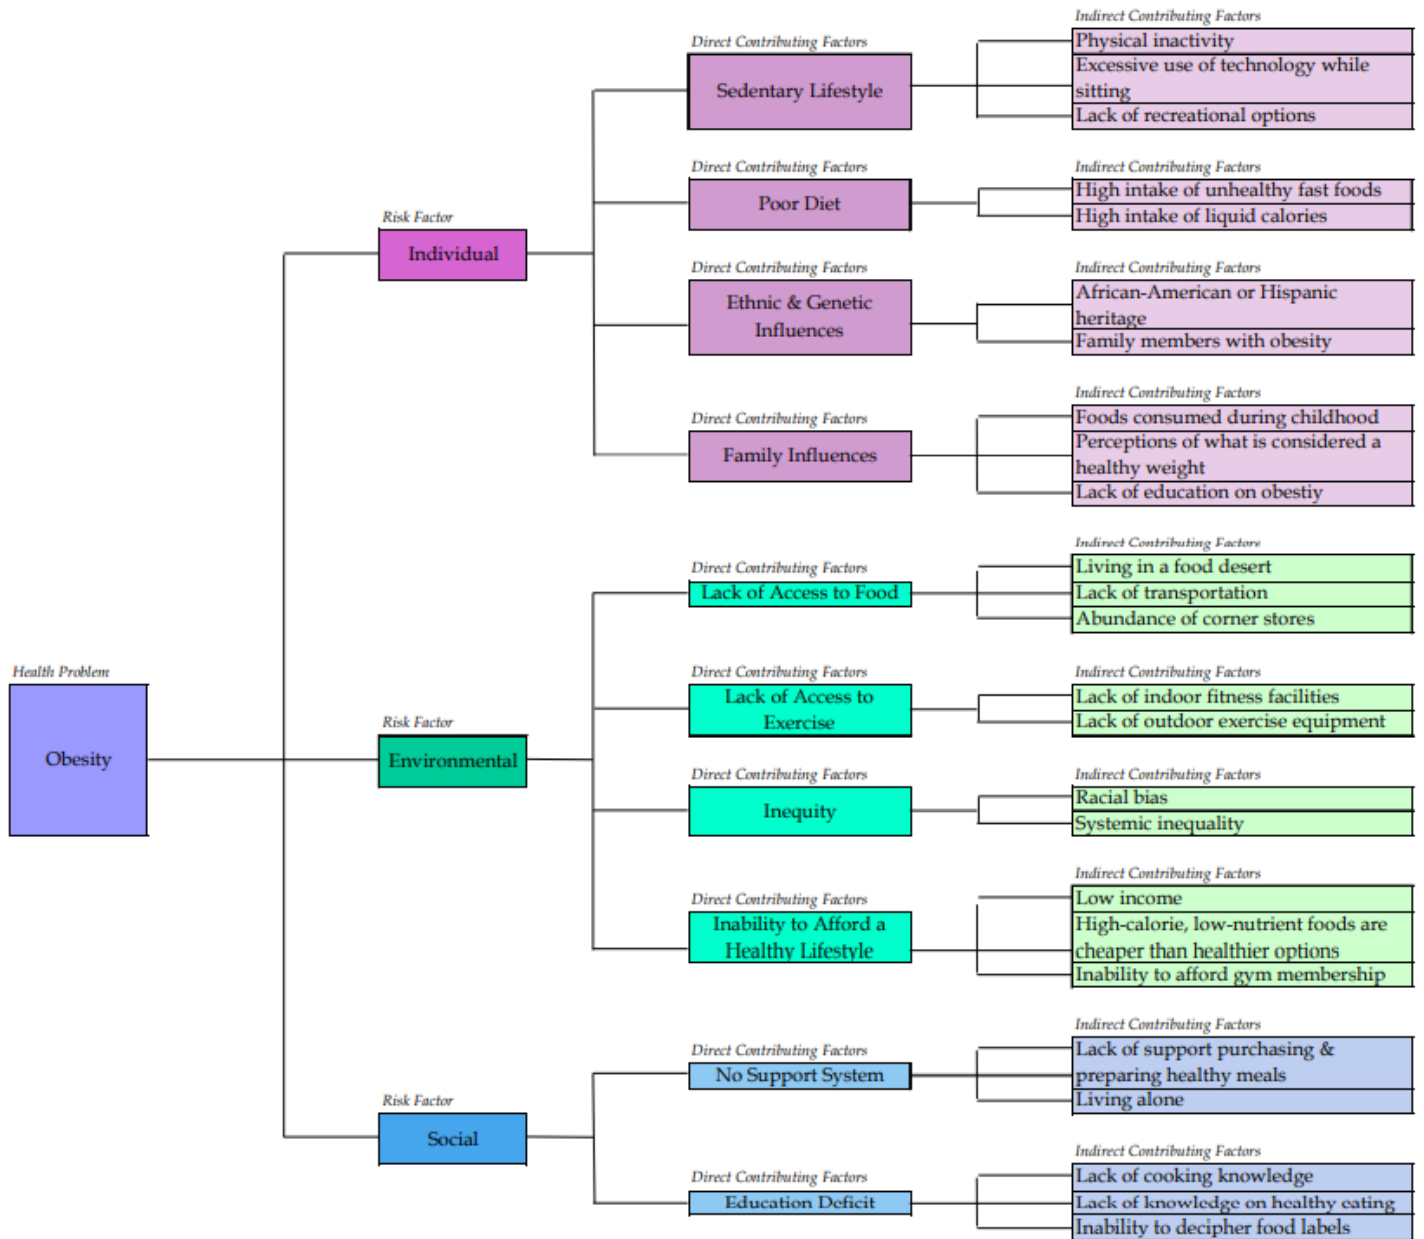 Health Problem
Obesity
Risk Factor
Individual
Direct Contributing Factors
Sedentary Lifestyle
Indirect Contributing Factors
Physical inactivity
Excessive use of technology while
sitting
Lack of recreational options
Direct Contributing Factors
Poor Diet
Indirect Contributing Factors
High intake of unhealthy fast foods
High intake of liquid calories
Direct Contributing Factors
Ethnic & Genetic
Influences
Indirect Contributing Factors
African-American or Hispanic
heritage
Family members with obesity
Direct Contributing Factors
Family Influences
Indirect Contributing Factors
Foods consumed during childhood
Perceptions of what is considered a
healthy weight
Lack of education on obestiy
Risk Factor
Environmental
Direct Contributing Factors
Lack of Access to Food
Indirect Contributing Factors
Living in a food desert
Lack of transportation
Abundance of corner stores
Direct Contributing Factors
Lack of Access to
Exercise
Indirect Contributing Factors
Lack of indoor fitness facilities
Lack of outdoor exercise equipment
Direct Contributing Factors
Inequity
Indirect Contributing Factors
Racial bias
Systemic inequality
Direct Contributing Factors
Inability to Afford a
Healthy Lifestyle
Indirect Contributing Factors
Low income
High-calorie, low-nutrient foods are
cheaper than healthier options
Inability to afford gym membership
Risk Factor
Social
Direct Contributing Factors
No Support System
Indirect Contributing Factors
Lack of support purchasing &
preparing healthy meals
Living alone
Direct Contributing Factors
Education Deficit
Indirect Contributing Factors
Lack of cooking knowledge
Lack of knowledge on healthy eating
Inability to decipher food labels